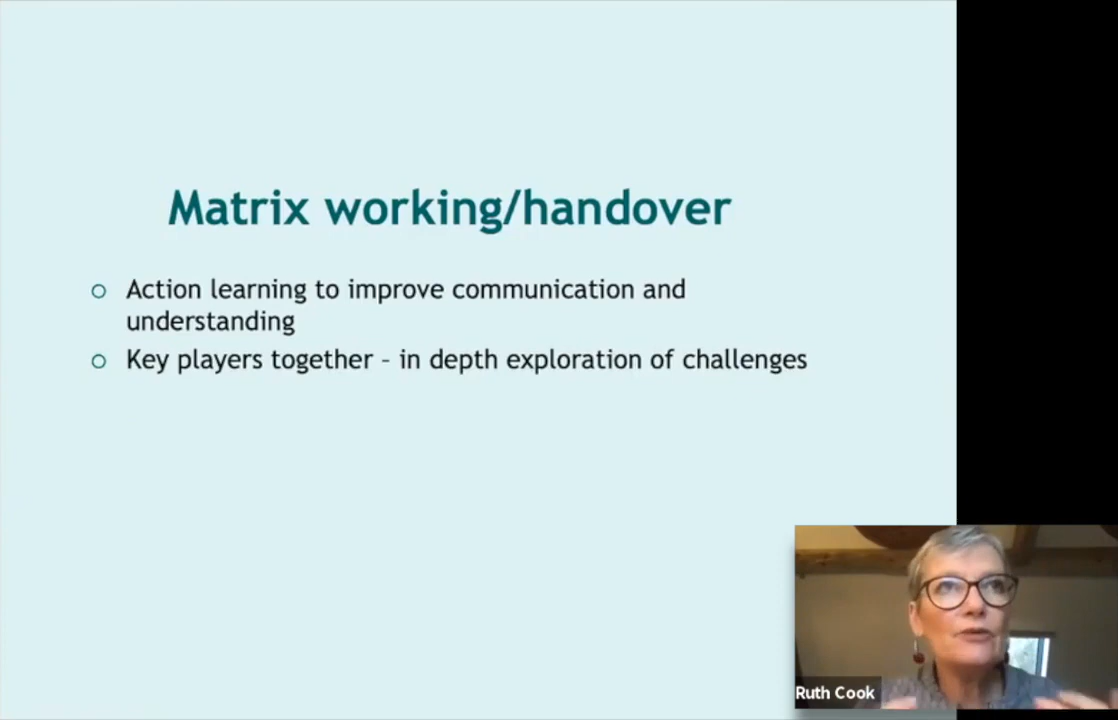 Matrix working/handover
○ Action learning to improve communication and
understanding
○ Key players together – in depth exploration of challenges
Ruth Cook